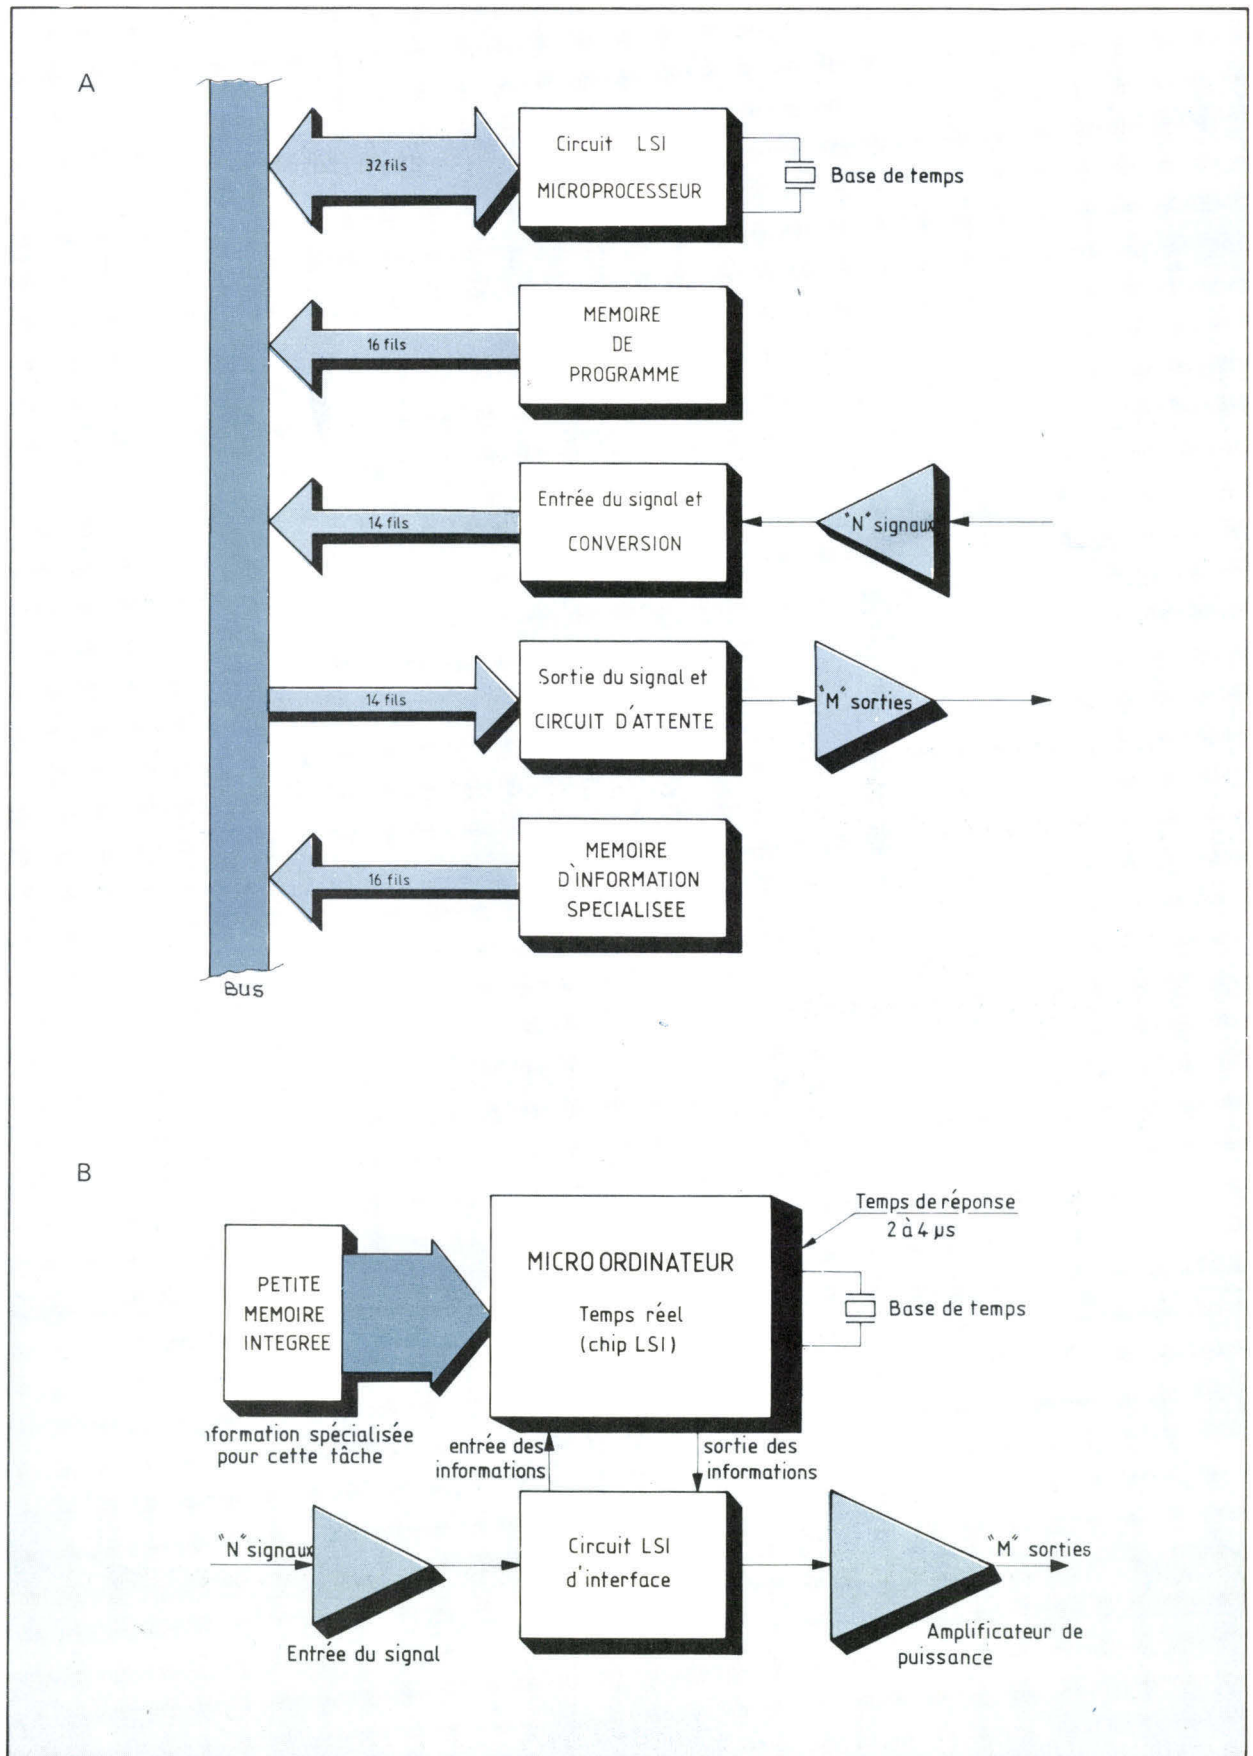 A
32 fils
Circuit LSI
MICROPROCESSEUR
Base de temps
16 fils
MEMOIRE
DE
PROGRAMME
14 fils
Entrée du signal et
CONVERSION
"N" signaux
14 fils
Sortie du signal et
CIRCUIT D'ATTENTE
"M" sorties
16 fils
MEMOIRE
D'INFORMATION
SPECIALISEE
Bus
B
Temps de réponse
2 à 4 µs
PETITE
MEMOIRE
INTEGREE
MICROORDINATEUR
Temps réel
(chip LSI)
Base de temps
nformation spécialisée
pour cette tâche
entrée des
informations
sortie des
informations
"N" signaux
Circuit LSI
d'interface
"M" sorties
Entrée du signal
Amplificateur de
puissance